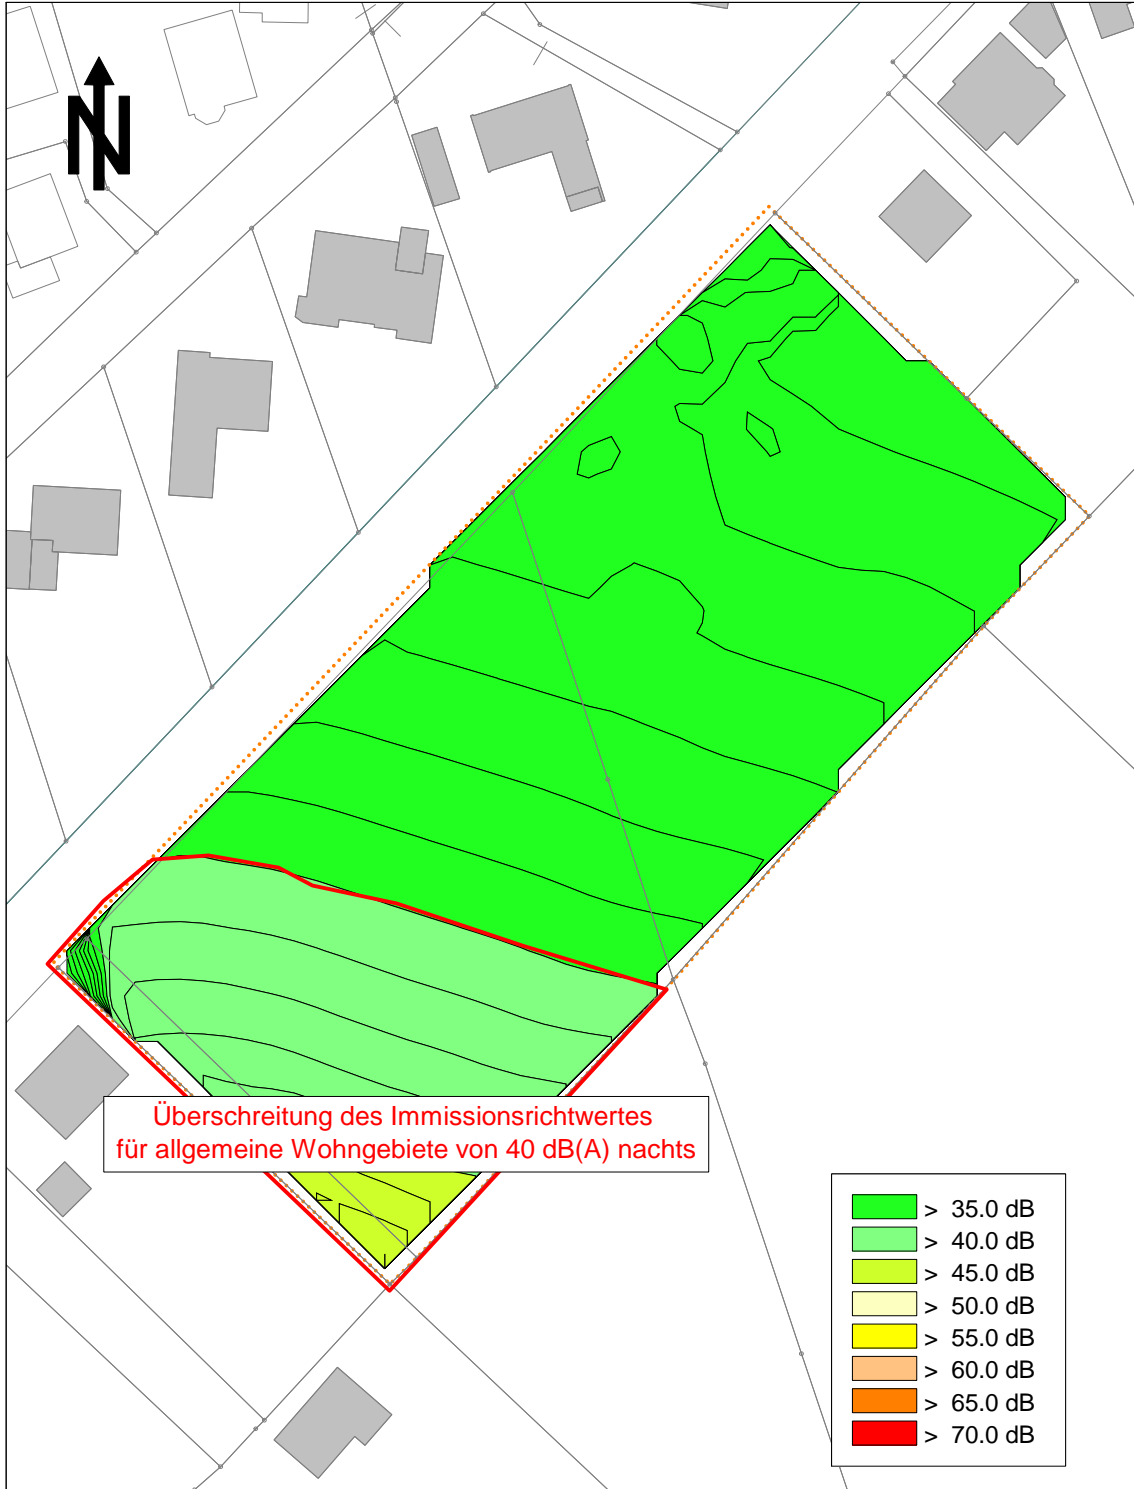 N
Überschreitung des Immissionsrichtwertes
für allgemeine Wohngebiete von 40 dB(A) nachts
> 35.0 dB
> 40.0 dB
> 45.0 dB
> 50.0 dB
> 55.0 dB
> 60.0 dB
> 65.0 dB
> 70.0 dB